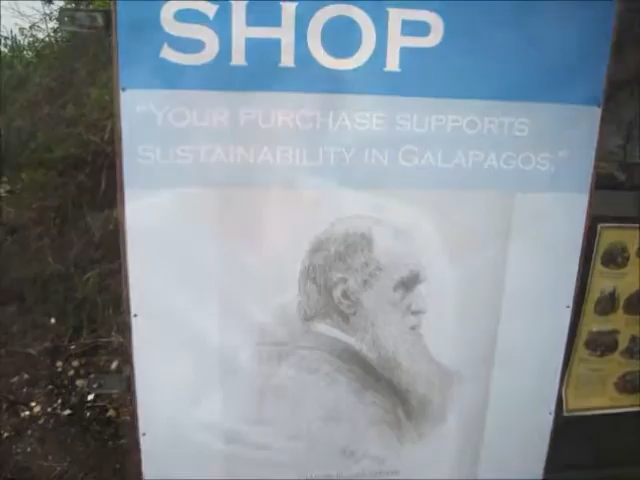 SHOP
"YOUR PURCHASE SUPPORTS
SUSTAINABILITY IN GALAPAGOS,"